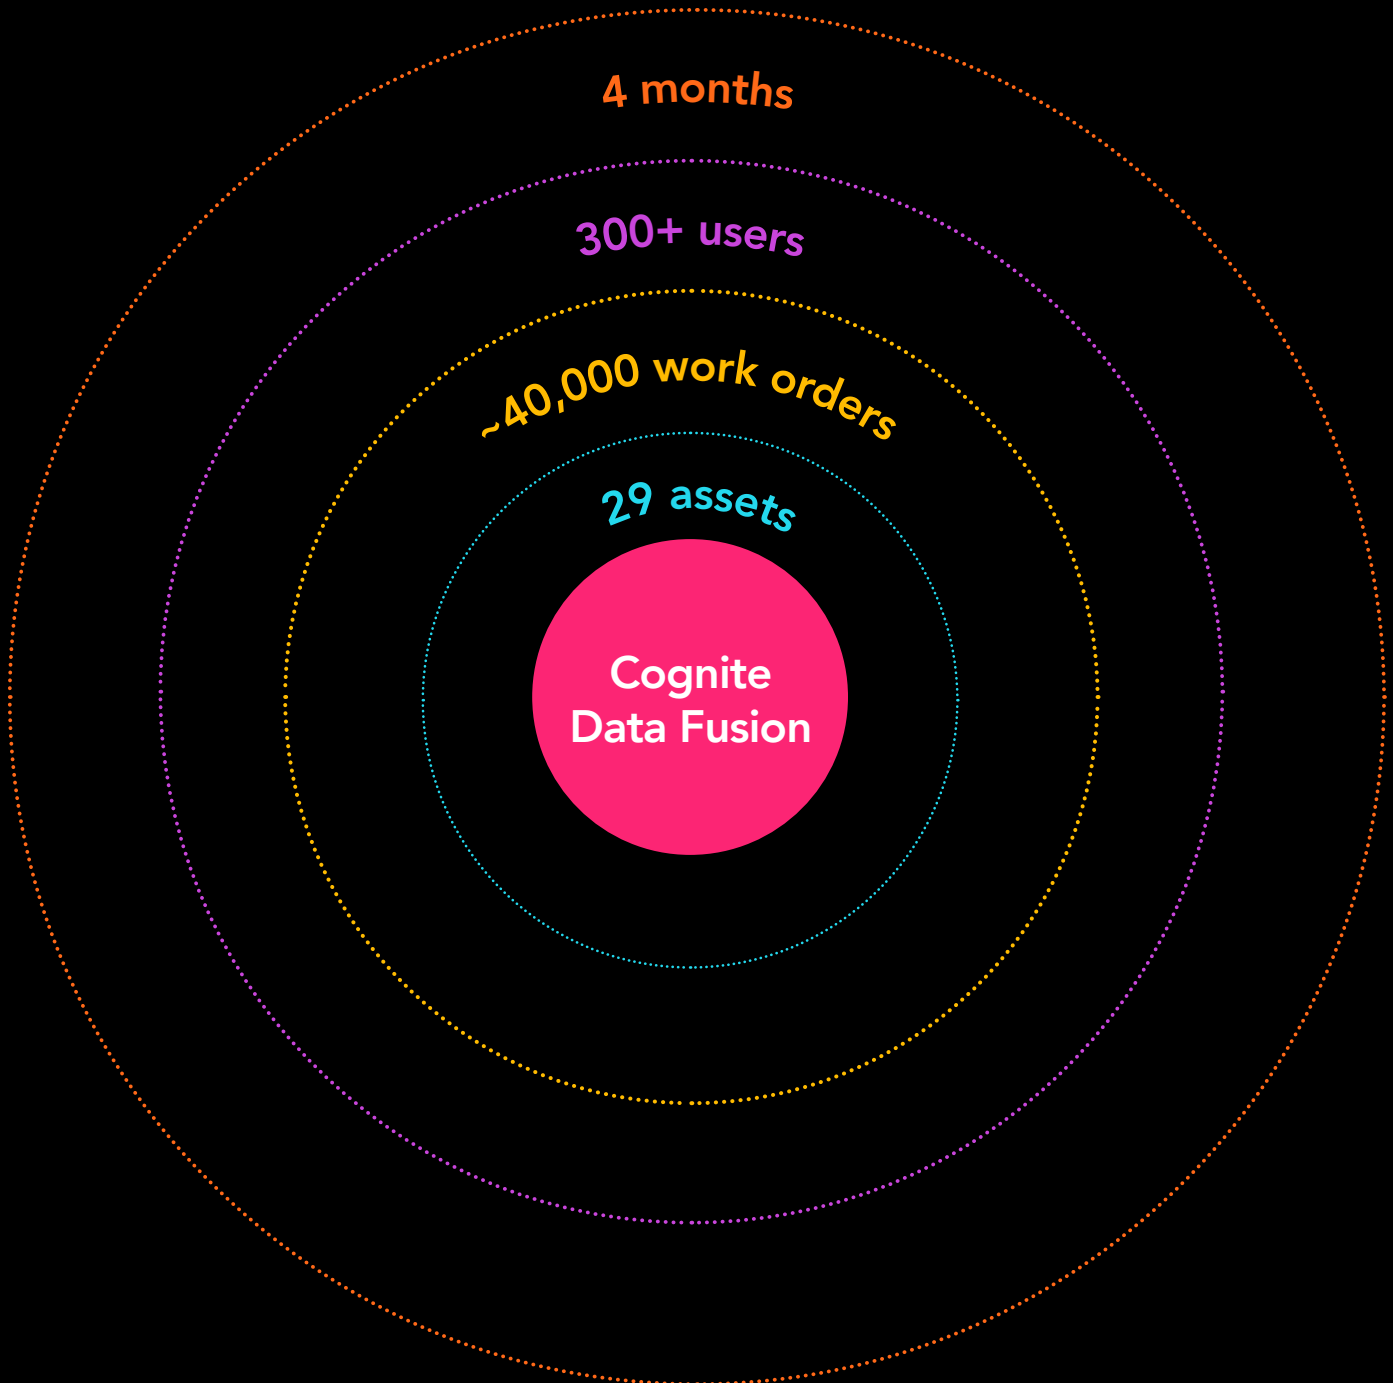 4 months
300+ users
~40,000 work orders
29 assets
Cognite
Data Fusion